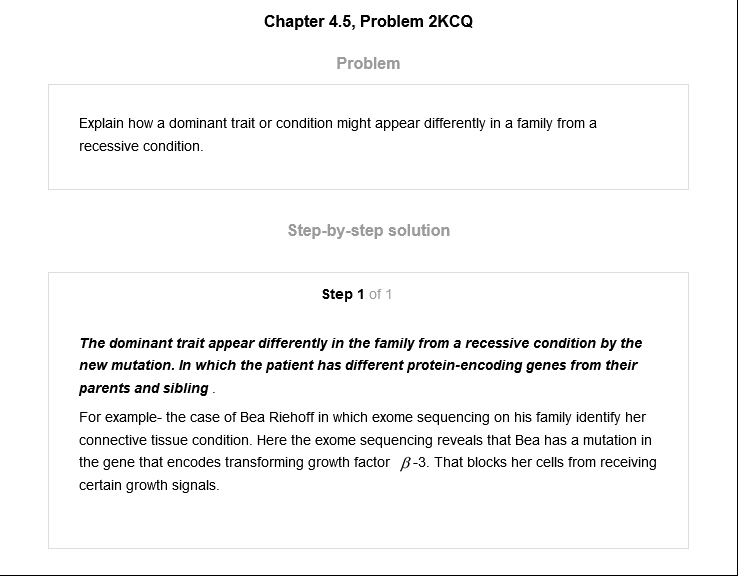 Chapter 4.5, Problem 2KCQ
Problem
Explain how a dominant trait or condition might appear differently in a family from a
recessive condition.
Step-by-step solution
Step 1 of 1
The dominant trait appear differently in the family from a recessive condition by the
new mutation. In which the patient has different protein-encoding genes from their
parents and sibling .
For example- the case of Bea Riehoff in which exome sequencing on his family identify her
connective tissue condition. Here the exome sequencing reveals that Bea has a mutation in
the gene that encodes transforming growth factor β-3. That blocks her cells from receiving
certain growth signals.